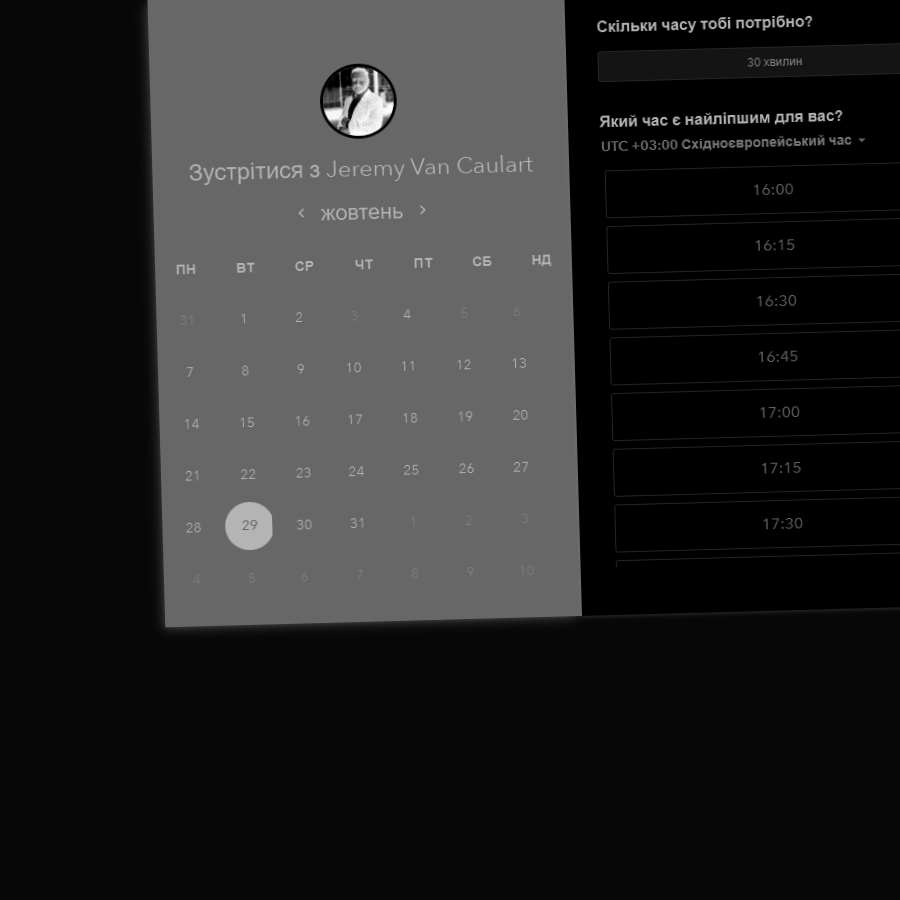 Зустрітися з Jeremy Van Caulart
жовтень
ПН ВТ СР ЧТ ПТ СБ НД
31 1 2 3 4 5 6
7 8 9 10 11 12 13
14 15 16 17 18 19 20
21 22 23 24 25 26 27
28 29 30 31 1 2 3
4 5 6 7 8 9 10
Скільки часу тобі потрібно?
30 хвилин
Який час є найліпшим для вас?
UTC +03:00 Східноєвропейський час
16:00
16:15
16:30
16:45
17:00
17:15
17:30